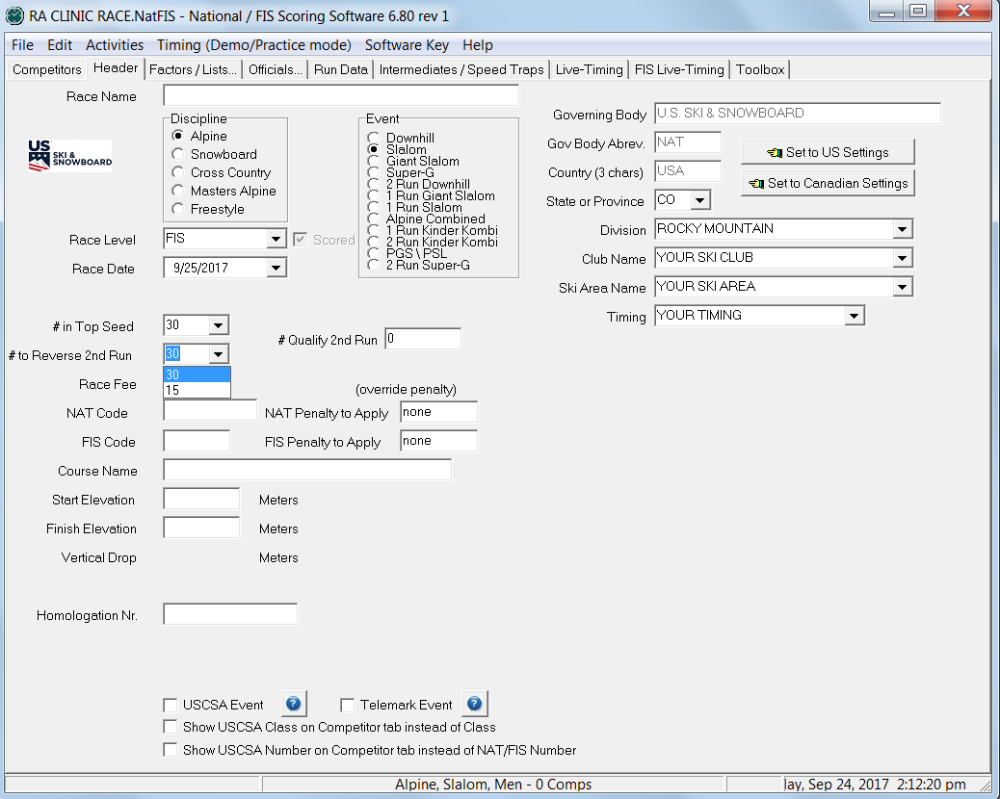 RA CLINIC RACE.NatFIS - National / FIS Scoring Software 6.80 rev 1
File Edit Activities Timing (Demo/Practice mode) Software Key Help
Competitors Header Factors / Lists... Officials... Run Data Intermediates / Speed Traps Live-Timing FIS Live-Timing Toolbox
Race Name
US SKI & SNOWBOARD
Discipline
Alpine
Snowboard
Cross Country
Masters Alpine
Freestyle
Event
Downhill
Slalom
Giant Slalom
Super-G
2 Run Downhill
1 Run Giant Slalom
1 Run Slalom
Alpine Combined
1 Run Kinder Kombi
2 Run Kinder Kombi
PGS \ PSL
2 Run Super-G
Race Level FIS Scored
Race Date 9/25/2017
# in Top Seed 30
# Qualify 2nd Run 0
# to Reverse 2nd Run 30
30
15
Race Fee
(override penalty)
NAT Code NAT Penalty to Apply none
FIS Code FIS Penalty to Apply none
Course Name
Start Elevation Meters
Finish Elevation Meters
Vertical Drop Meters
Homologation Nr.
Governing Body U.S. SKI & SNOWBOARD
Gov Body Abrev. NAT
Set to US Settings
Country (3 chars) USA
Set to Canadian Settings
State or Province CO
Division ROCKY MOUNTAIN
Club Name YOUR SKI CLUB
Ski Area Name YOUR SKI AREA
Timing YOUR TIMING
USCSA Event ? Telemark Event ?
Show USCSA Class on Competitor tab instead of Class
Show USCSA Number on Competitor tab instead of NAT/FIS Number
Alpine, Slalom, Men - 0 Comps
lay, Sep 24, 2017 2:12:20 pm